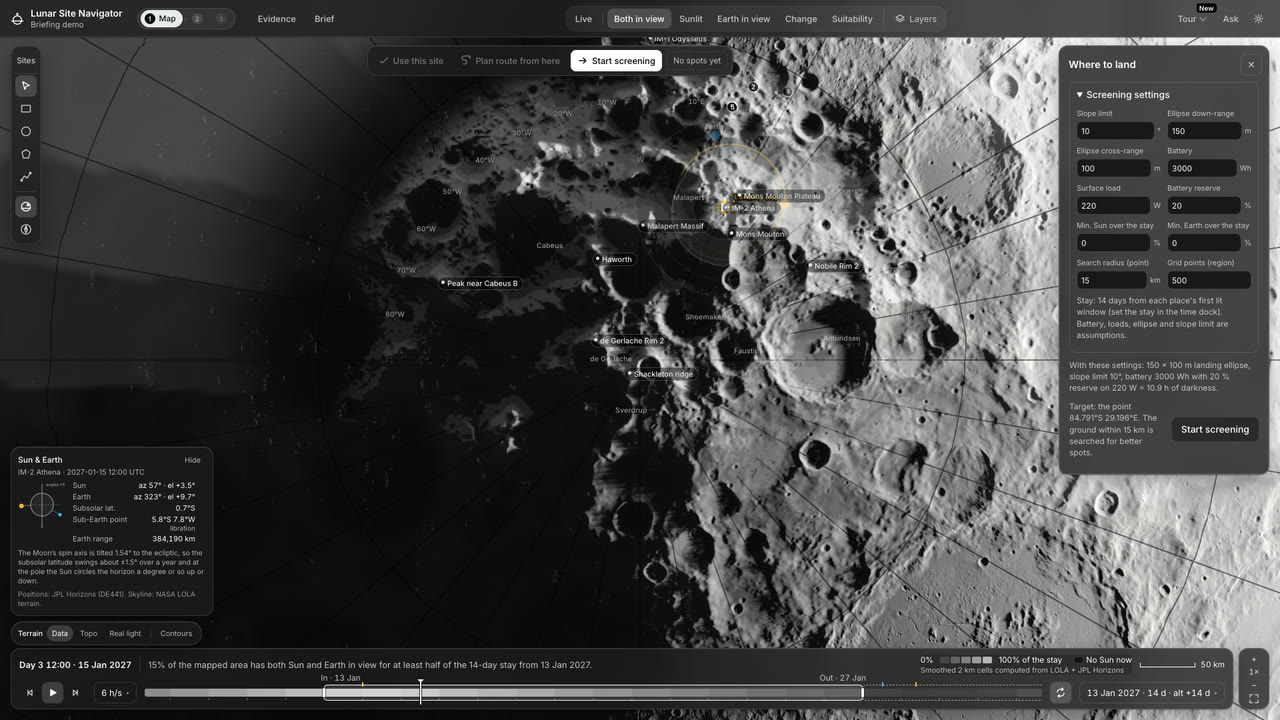 Lunar Site Navigator
Briefing demo
1 Map
2
3
Evidence
Brief
Live
Both in view
Sunlit
Earth in view
Change
Suitability
Layers
New
Tour
Ask
Sites
IM-1 Odysseus
Use this site
Plan route from here
Start screening
No spots yet
2
5
10°W
10°E
20°W
30°W
40°W
50°W
60°W
70°W
80°W
W
S
Malapert
Mons Mouton Plateau
IM-2 Athena
Malapert Massif
Mons Mouton
Cabeus
Haworth
Nobile
Nobile Rim 2
Peak near Cabeus B
Shoemaker
de Gerlache Rim 2
Amundsen
Faustini
de Gerlache
Shackleton ridge
Sverdrup
Where to land
Screening settings
Slope limit
Ellipse down-range
10 °
150 m
Ellipse cross-range
Battery
100 m
3000 Wh
Surface load
Battery reserve
220 W
20 %
Min. Sun over the stay
Min. Earth over the stay
0 %
0 %
Search radius (point)
Grid points (region)
15 km
500
Stay: 14 days from each place's first lit
window (set the stay in the time dock).
Battery, loads, ellipse and slope limit are
assumptions.
With these settings: 150 × 100 m landing ellipse,
slope limit 10°, battery 3000 Wh with 20 %
reserve on 220 W = 10.9 h of darkness.
Target: the point
84.791°S 29.196°E. The
ground within 15 km is
searched for better
spots.
Start screening
Sun & Earth
Hide
IM-2 Athena · 2027-01-15 12:00 UTC
Sun az 57° · el +3.5°
Earth az 323° · el +9.7°
Subsolar lat. 0.7°S
Sub-Earth point 5.8°S 7.8°W
libration
Earth range 384,190 km
The Moon's spin axis is tilted 1.54° to the ecliptic, so the
subsolar latitude swings about ±1.5° over a year and at
the pole the Sun circles the horizon a degree or so up or
down.
Positions: JPL Horizons (DE441). Skyline: NASA LOLA
terrain.
Terrain
Data
Topo
Real light
Contours
Day 3 12:00 · 15 Jan 2027
15% of the mapped area has both Sun and Earth in view for at least half of the 14-day stay from 13 Jan 2027.
0%
100% of the stay
No Sun now
Smoothed 2 km cells computed from LOLA + JPL Horizons
50 km
In · 13 Jan
Out · 27 Jan
6 h/s
13 Jan 2027 · 14 d · alt +14 d
+
1×
−